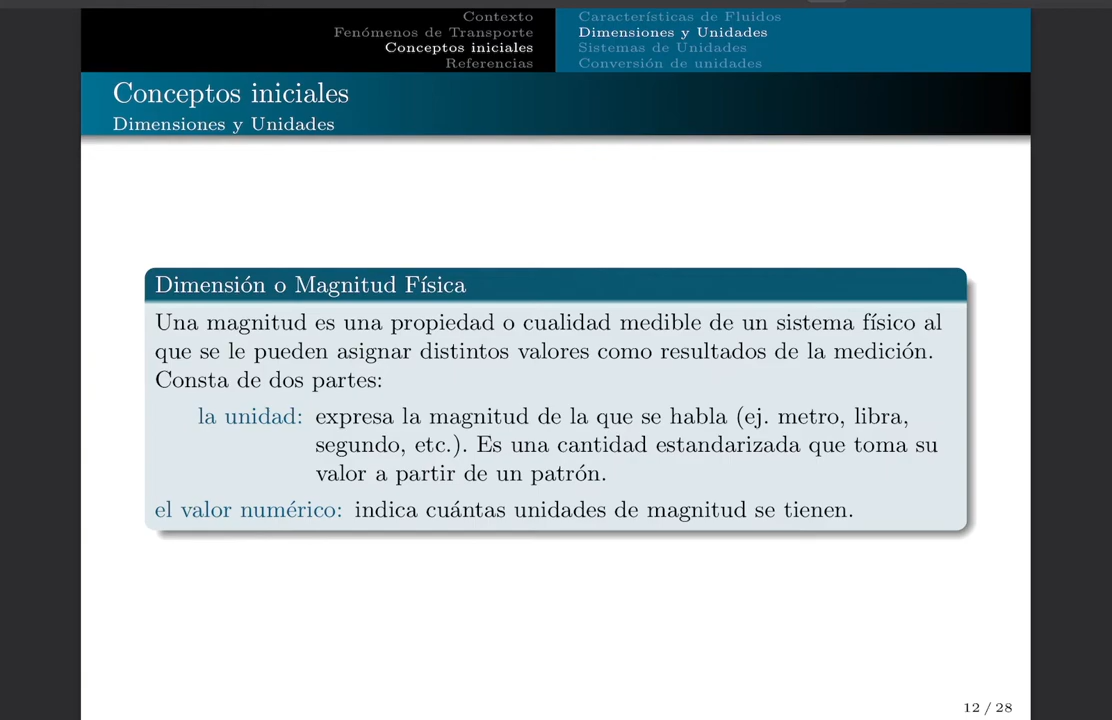 Contexto
Fenómenos de Transporte
Conceptos iniciales
Referencias
Características de Fluidos
Dimensiones y Unidades
Sistemas de Unidades
Conversión de unidades
Conceptos iniciales
Dimensiones y Unidades
Dimensión o Magnitud Física
Una magnitud es una propiedad o cualidad medible de un sistema físico al
que se le pueden asignar distintos valores como resultados de la medición.
Consta de dos partes:
la unidad: expresa la magnitud de la que se habla (ej. metro, libra,
segundo, etc.). Es una cantidad estandarizada que toma su
valor a partir de un patrón.
el valor numérico: indica cuántas unidades de magnitud se tienen.
12 / 28